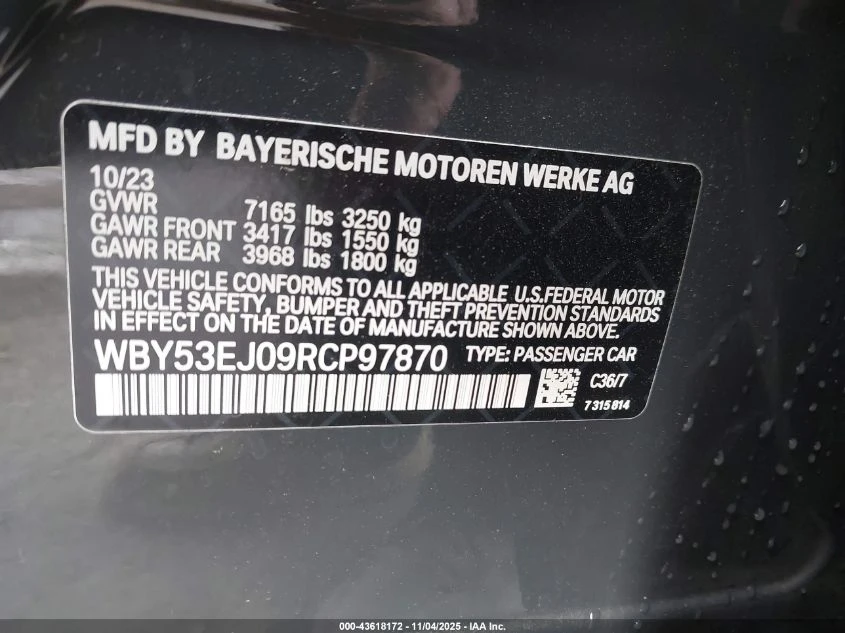 MFD BY BAYERISCHE MOTOREN WERKE AG
10/23
GVWR 7165 lbs 3250 kg
GAWR FRONT 3417 lbs 1550 kg
GAWR REAR 3968 lbs 1800 kg
THIS VEHICLE CONFORMS TO ALL APPLICABLE U.S.FEDERAL MOTOR
VEHICLE SAFETY, BUMPER AND THEFT PREVENTION STANDARDS
IN EFFECT ON THE DATE OF MANUFACTURE SHOWN ABOVE.
WBY53EJ09RCP97870 TYPE: PASSENGER CAR
C36/7
7315814
000-43618172 - 11/04/2025 - IAA Inc.